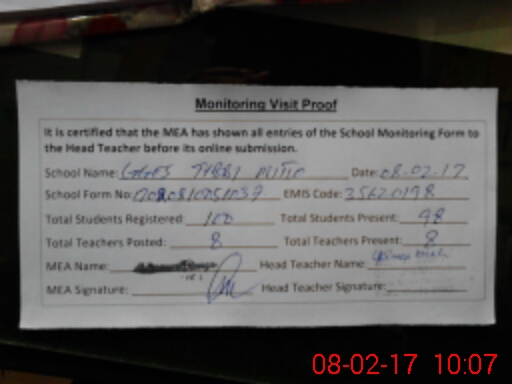 Monitoring Visit Proof
It is certified that the MEA has shown all entries of the School Monitoring Form to
the Head Teacher before its online submission.
School Name: Date: 08.02.17
School Form No: EMIS Code: 35620198
Total Students Registered: 100 Total Students Present: 98
Total Teachers Posted: 8 Total Teachers Present: 8
MEA Name: Head Teacher Name:
MEA Signature: Head Teacher Signature:
08-02-17 10:07